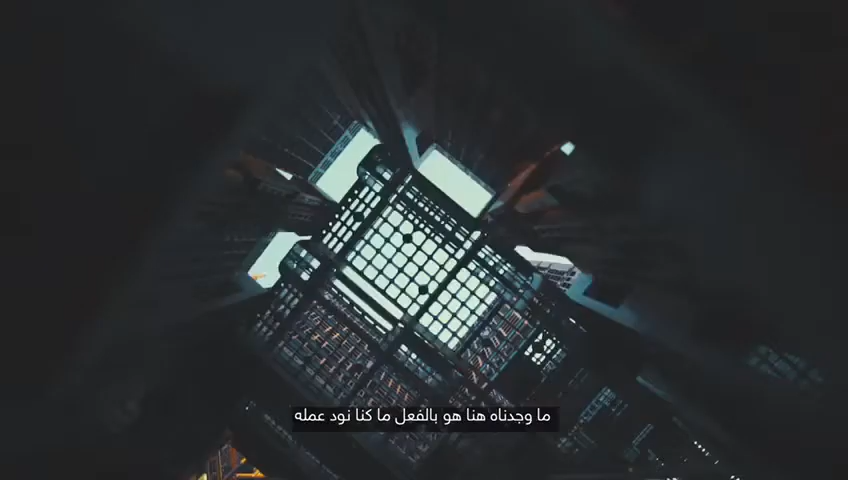 ما وجدناه هنا هو بالفعل ما كنا نود عمله